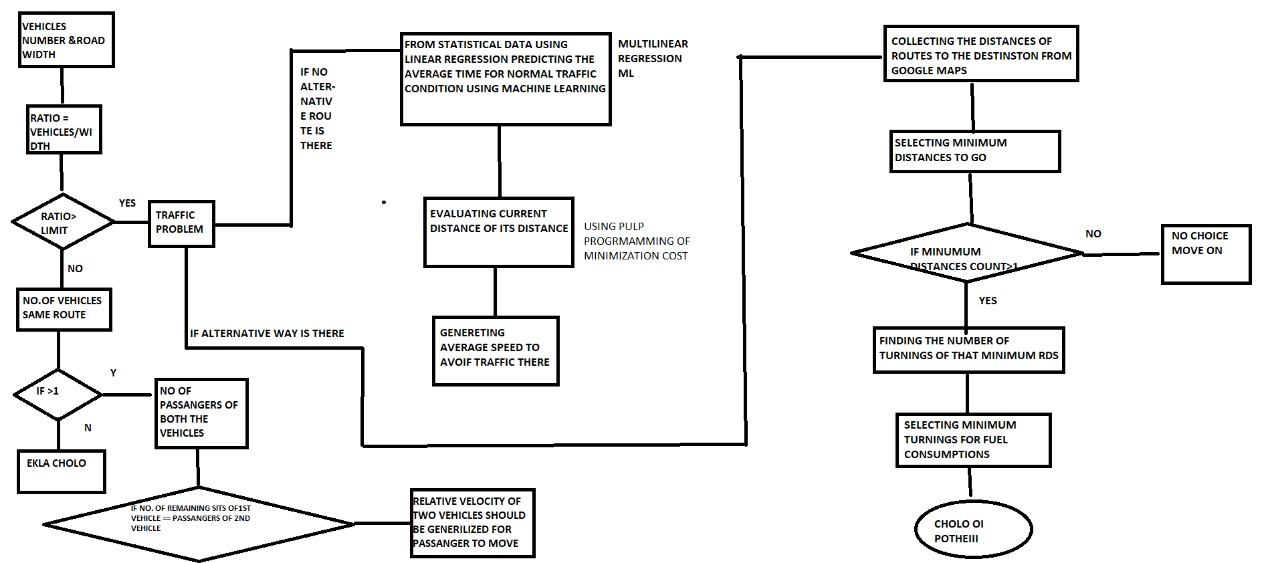 VEHICLES
NUMBER &ROAD
WIDTH
RATIO =
VEHICLES/WI
DTH
RATIO>
LIMIT
YES
TRAFFIC
PROBLEM
NO
NO.OF VEHICLES
SAME ROUTE
IF >1
Y
N
EKLA CHOLO
NO OF
PASSANGERS OF
BOTH THE
VEHICLES
IF NO. OF REMAINING SITS OF1ST
VEHICLE == PASSANGERS OF 2ND
VEHICLE
RELATIVE VELOCITY OF
TWO VEHICLES SHOULD
BE GENERILIZED FOR
PASSANGER TO MOVE
IF ALTERNATIVE WAY IS THERE
IF NO
ALTER-
NATIV
E ROU
TE IS
THERE
FROM STATISTICAL DATA USING
LINEAR REGRESSION PREDICTING THE
AVERAGE TIME FOR NORMAL TRAFFIC
CONDITION USING MACHINE LEARNING
MULTILINEAR
REGRESSION
ML
EVALUATING CURRENT
DISTANCE OF ITS DISTANCE
USING PULP
PROGRMAMMING OF
MINIMIZATION COST
GENERETING
AVERAGE SPEED TO
AVOIF TRAFFIC THERE
COLLECTING THE DISTANCES OF
ROUTES TO THE DESTINSTON FROM
GOOGLE MAPS
SELECTING MINIMUM
DISTANCES TO GO
IF MINUMUM
DISTANCES COUNT>1
NO
NO CHOICE
MOVE ON
YES
FINDING THE NUMBER OF
TURNINGS OF THAT MINIMUM RDS
SELECTING MINIMUM
TURNINGS FOR FUEL
CONSUMPTIONS
CHOLO OI
POTHEIII